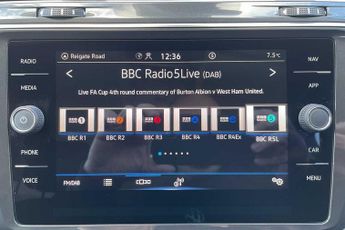 Reigate Road 12:36 7.5°C
RADIO
MEDIA
PHONE
VOICE
BBC Radio5Live (DAB)
Live FA Cup 4th round commentary of Burton Albion v West Ham United.
BBC R1 BBC R2 BBC R3 BBC R4 BBC R4Ex BBC R5L
FM/DAB
NAV
APP
CAR
MENU